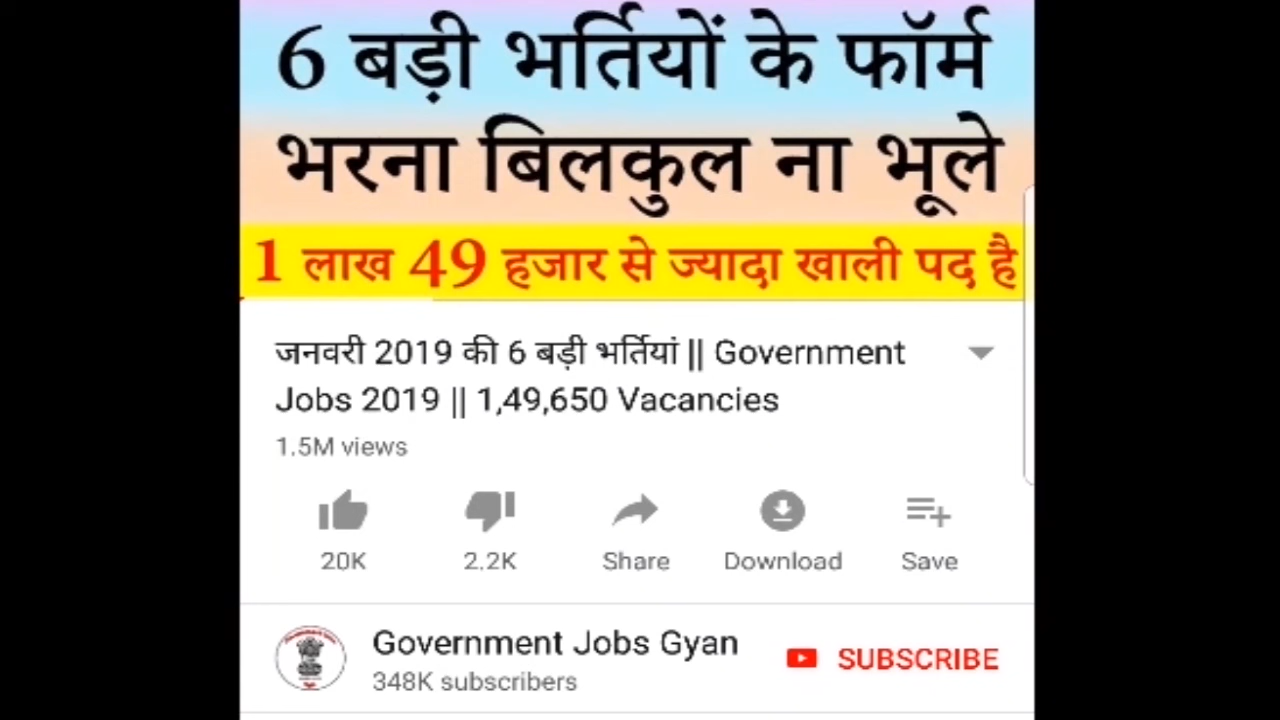 6 बड़ी भर्तियों के फॉर्म
भरना बिलकुल ना भूले
1 लाख 49 हजार से ज्यादा खाली पद है
जनवरी 2019 की 6 बड़ी भर्तियां || Government
Jobs 2019 || 1,49,650 Vacancies
1.5M views
20K 2.2K Share Download Save
Government Jobs Gyan
348K subscribers
SUBSCRIBE